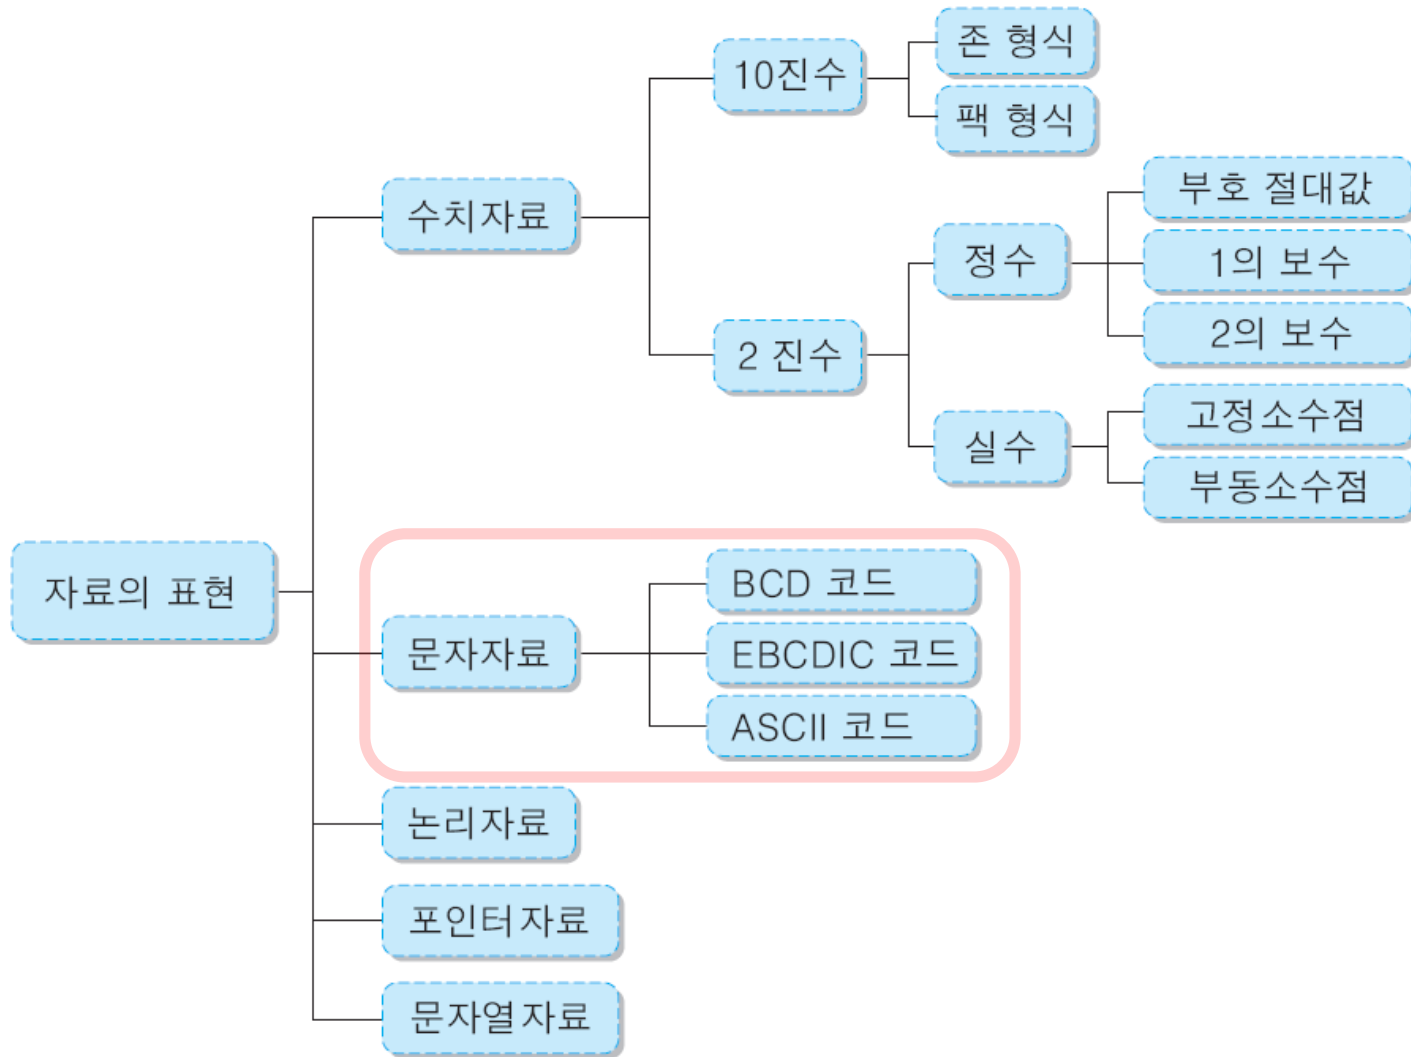 존 형식
10진수
팩 형식
부호 절대값
수치자료
정수
1의 보수
2의 보수
2 진수
고정소수점
실수
부동소수점
자료의 표현
BCD 코드
문자자료
EBCDIC 코드
ASCII 코드
논리자료
포인터자료
문자열자료